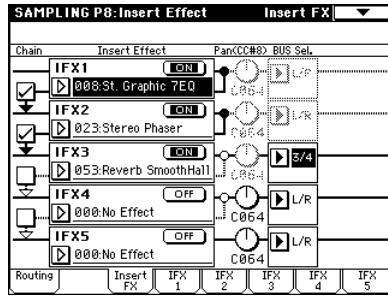 SAMPLING P8:Insert Effect Insert FX
Chain Insert Effect Pan(CC#8) BUS Sel.
IFX1 ON
008:St. Graphic 7EQ C064 L/R
IFX2 ON
023:Stereo Phaser C064 L/R
IFX3 ON
053:Reverb SmoothHall C064 3/4
IFX4 OFF
000:No Effect C064 L/R
IFX5 OFF
000:No Effect C064 L/R
Routing Insert FX IFX 1 IFX 2 IFX 3 IFX 4 IFX 5